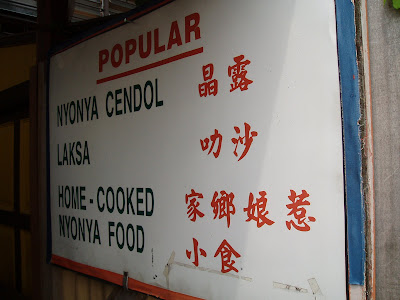 POPULAR
NYONYA CENDOL 晶露
LAKSA 叻沙
HOME-COOKED 家鄉娘惹
NYONYA FOOD 小食